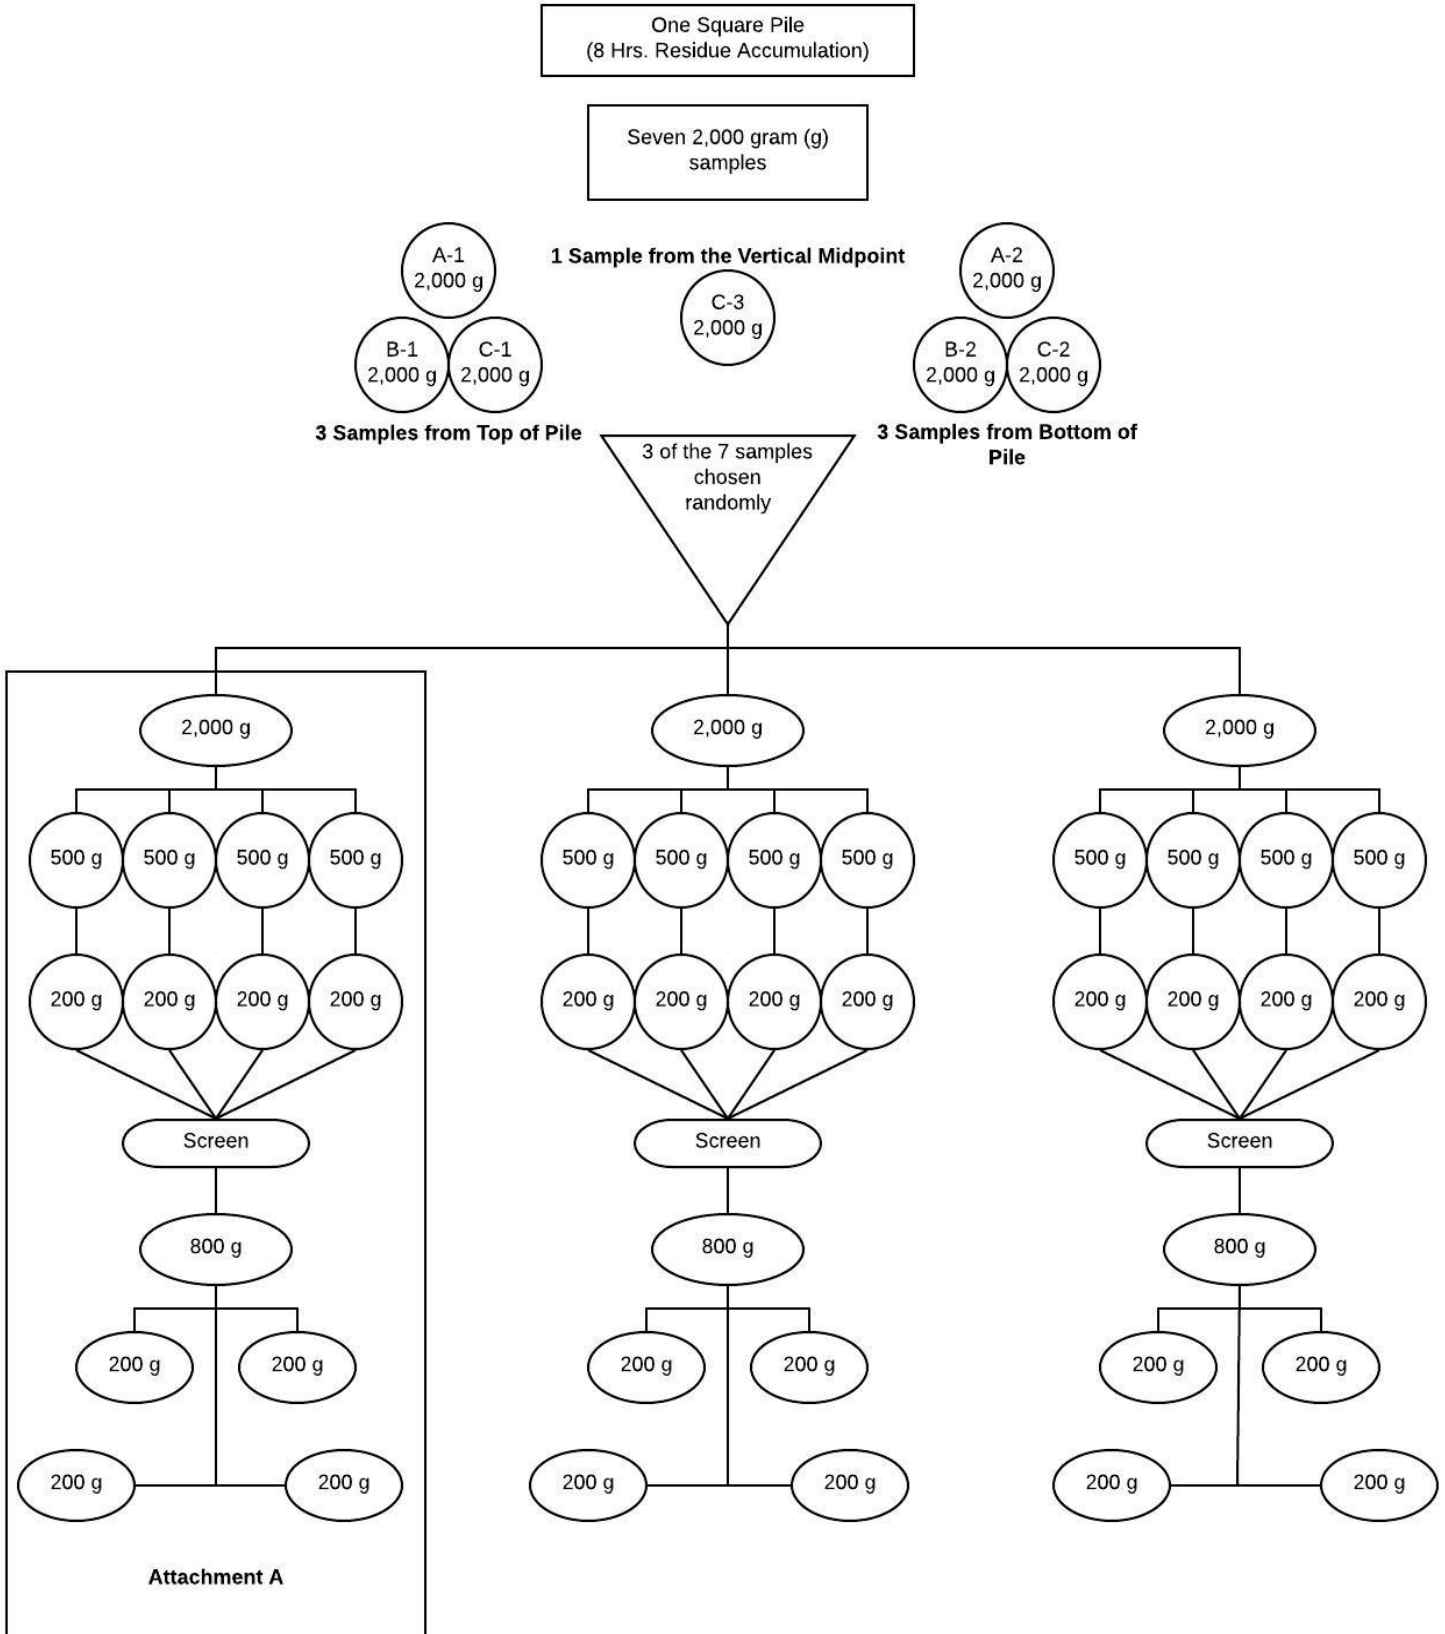 One Square Pile
(8 Hrs. Residue Accumulation)
Seven 2,000 gram (g)
samples
A-1
2,000 g
B-1
2,000 g
C-1
2,000 g
3 Samples from Top of Pile
1 Sample from the Vertical Midpoint
C-3
2,000 g
A-2
2,000 g
B-2
2,000 g
C-2
2,000 g
3 Samples from Bottom of
Pile
3 of the 7 samples
chosen
randomly
2,000 g
2,000 g
2,000 g
500 g
500 g
500 g
500 g
500 g
500 g
500 g
500 g
500 g
500 g
500 g
500 g
200 g
200 g
200 g
200 g
200 g
200 g
200 g
200 g
200 g
200 g
200 g
200 g
Screen
Screen
Screen
800 g
800 g
800 g
200 g
200 g
200 g
200 g
200 g
200 g
200 g
200 g
200 g
200 g
200 g
200 g
Attachment A